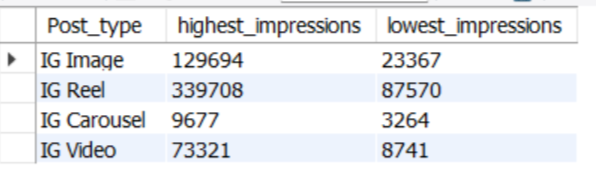 Post_type highest_impressions lowest_impressions
IG Image 129694 23367
IG Reel 339708 87570
IG Carousel 9677 3264
IG Video 73321 8741